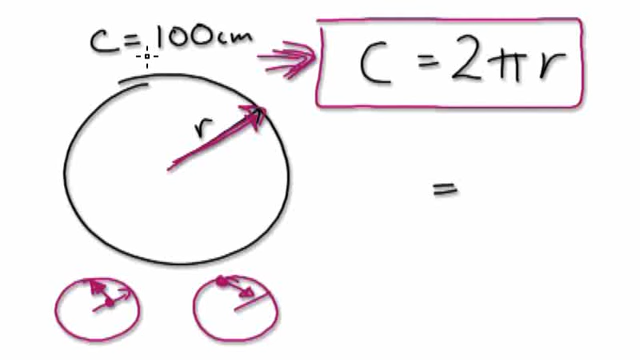 C = 100cm
C = 2πr
r
=